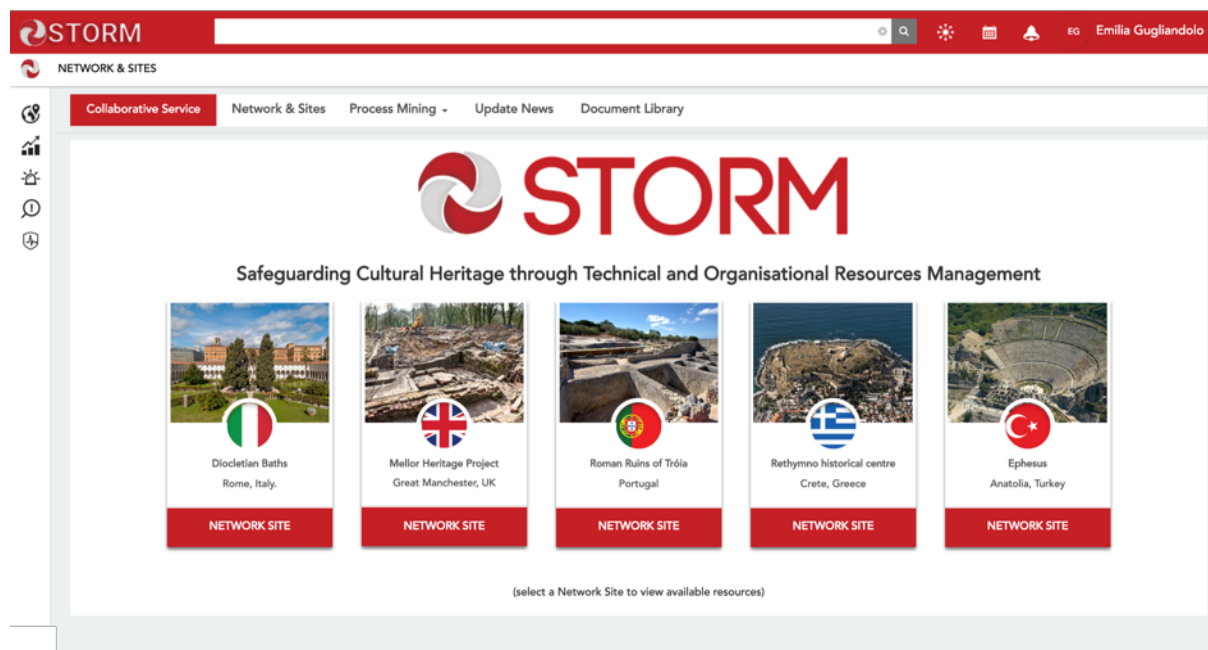 STORM
EG Emilia Gugliandolo
NETWORK & SITES
Collaborative Service Network & Sites Process Mining Update News Document Library
STORM
Safeguarding Cultural Heritage through Technical and Organisational Resources Management
Diocletian Baths
Rome, Italy.
NETWORK SITE
Mellor Heritage Project
Great Manchester, UK
NETWORK SITE
Roman Ruins of Tróia
Portugal
NETWORK SITE
Rethymno historical centre
Crete, Greece
NETWORK SITE
Ephesus
Anatolia, Turkey
NETWORK SITE
(select a Network Site to view available resources)